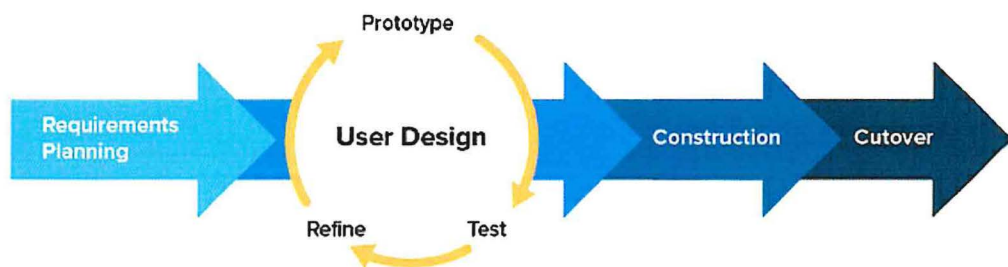 Prototype
Requirements
Planning
User Design
Construction
Cutover
Refine
Test